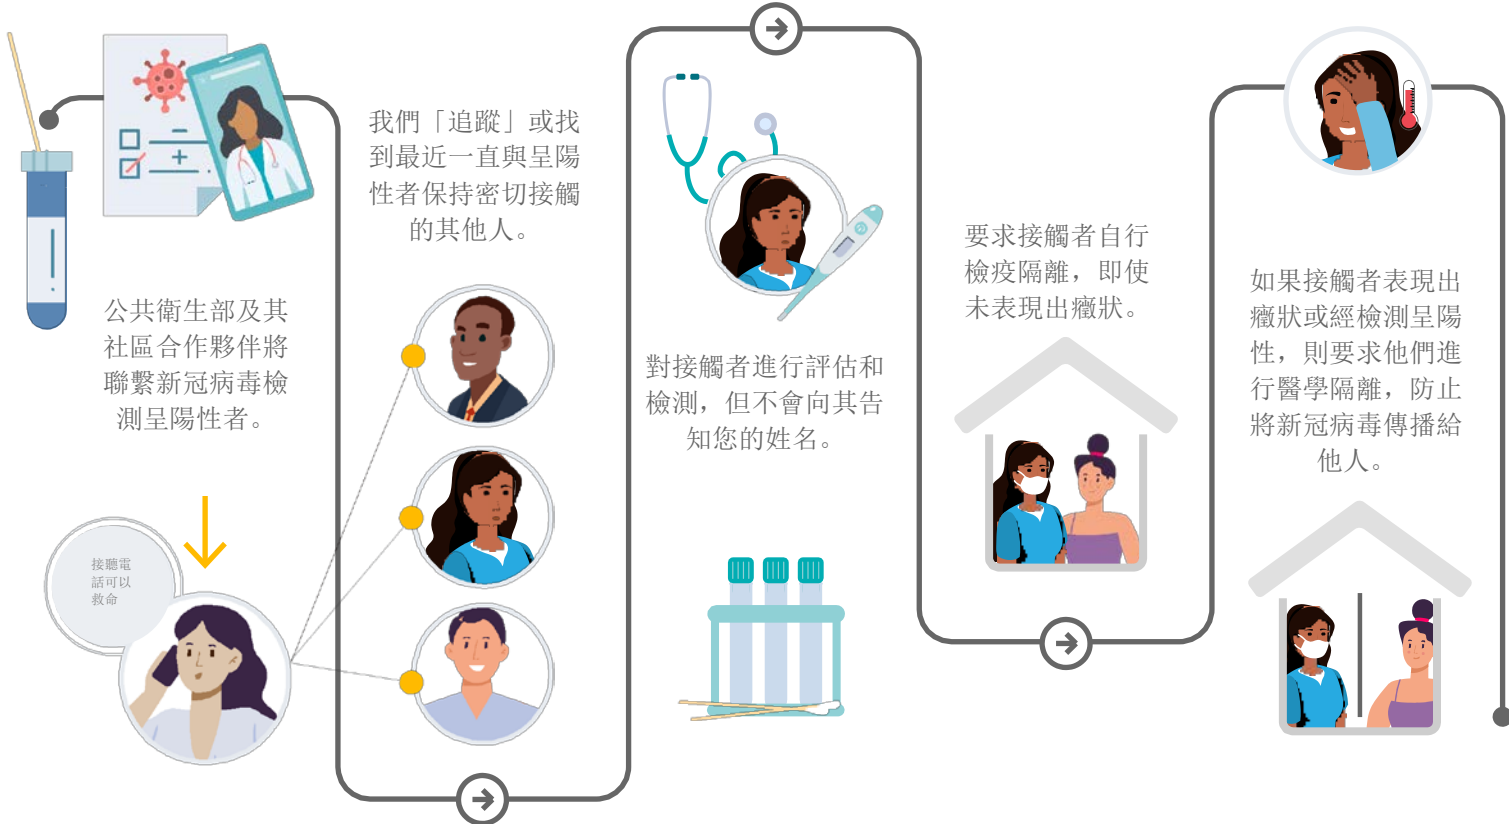 公共衛生部及其
社區合作夥伴將
聯繫新冠病毒檢
測呈陽性者。
接聽電
話可以
救命
我們「追蹤」或找
到最近一直與呈陽
性者保持密切接觸
的其他人。
對接觸者進行評估和
檢測，但不會向其告
知您的姓名。
要求接觸者自行
檢疫隔離，即使
未表現出癥狀。
如果接觸者表現出
癥狀或經檢測呈陽
性，則要求他們進
行醫學隔離，防止
將新冠病毒傳播給
他人。